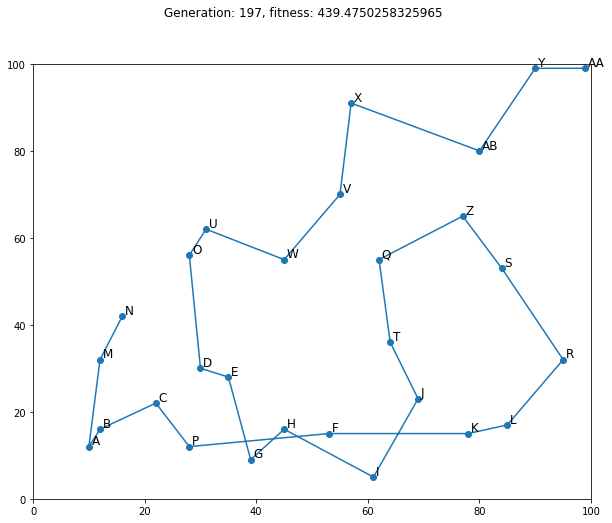 Generation: 197, fitness: 439.4750258325965
100
Y
AA
X
80
AB
V
Z
U
60
O
W
Q
S
N
40
T
M
R
D
E
J
20
C
B
H
L
F
K
A
P
G
I
0
0
20
40
60
80
100